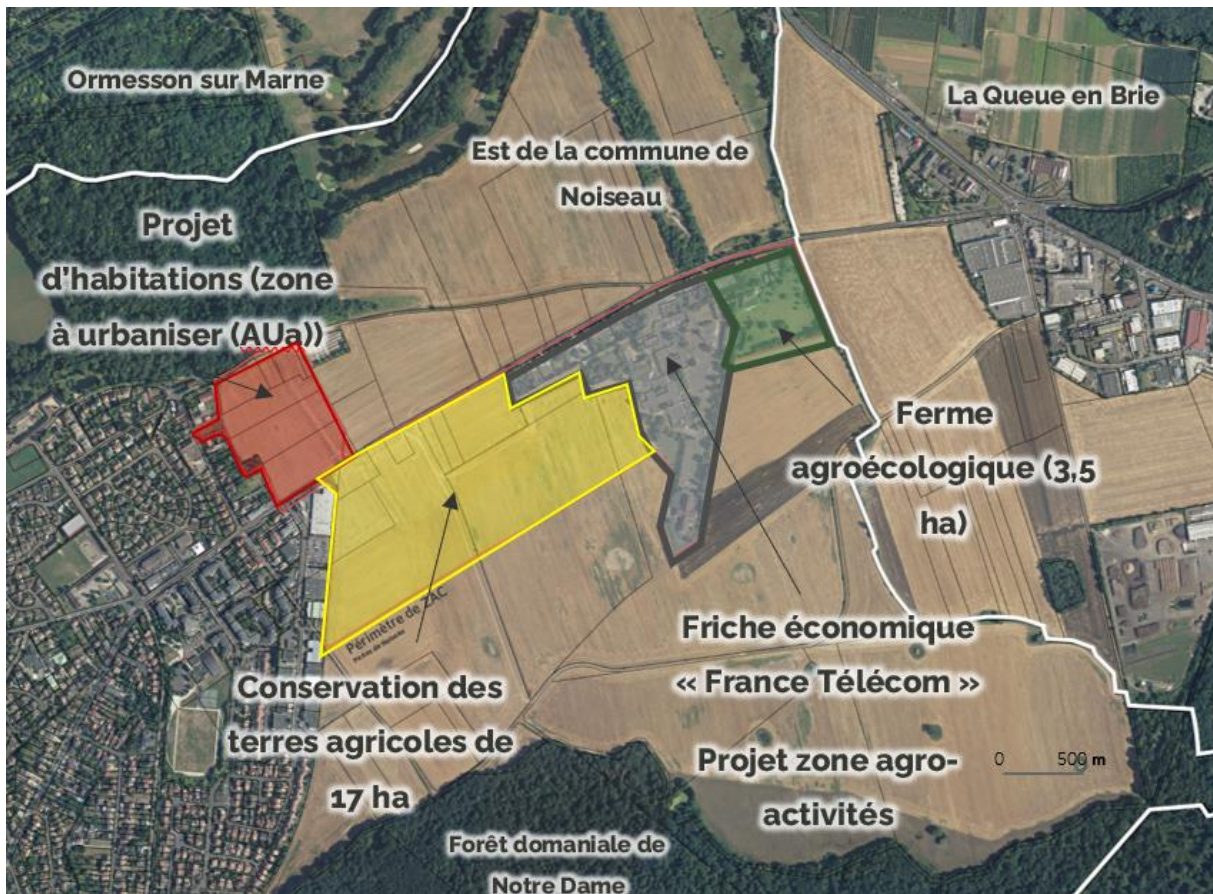 Ormesson sur Marne
La Queue en Brie
Est de la commune de
Noiseau
Projet
d'habitations (zone
à urbaniser (AUa))
Ferme
agroécologique (3,5
ha)
Périmètre de ZAC
Friche économique
« France Télécom »
Conservation des
terres agricoles de
17 ha
Projet zone agro-
activités
0 500 m
Forêt domaniale de
Notre Dame